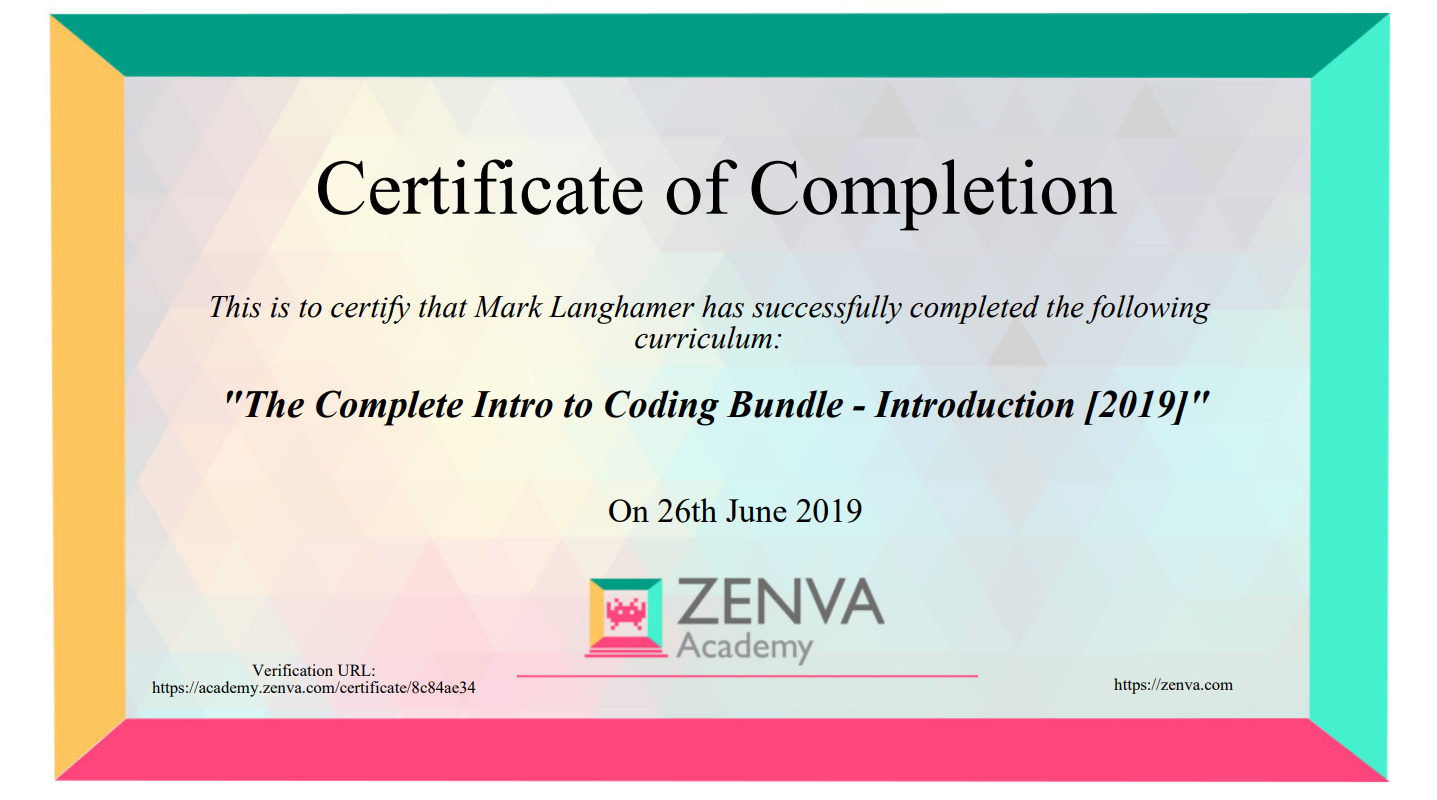 Certificate of Completion
This is to certify that Mark Langhamer has successfully completed the following
curriculum:
"The Complete Intro to Coding Bundle - Introduction [2019]"
On 26th June 2019
ZENVA
Academy
Verification URL:
https://academy.zenva.com/certificate/8c84ae34
https://zenva.com